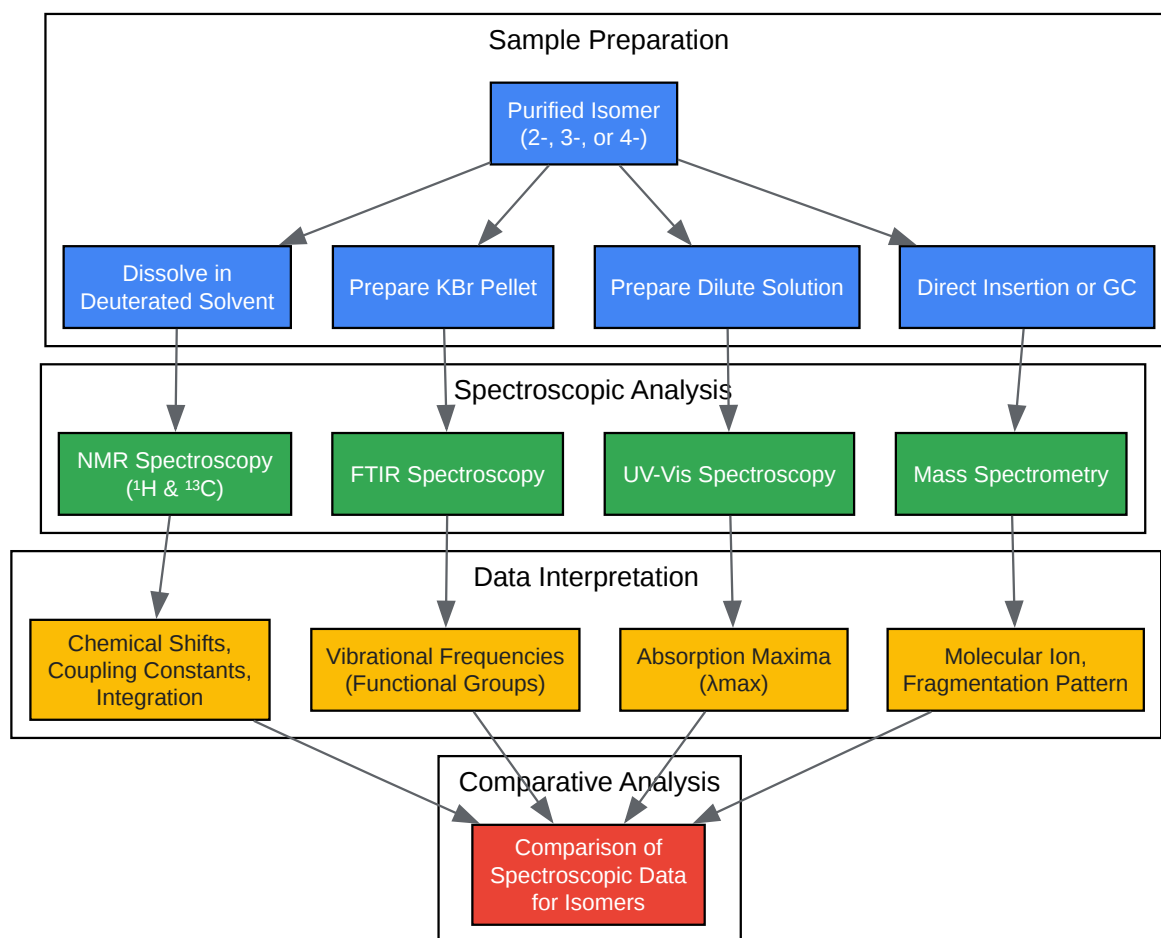 Sample Preparation
Purified Isomer
(2-, 3-, or 4-)
Dissolve in
Deuterated Solvent
Prepare KBr Pellet
Prepare Dilute Solution
Direct Insertion or GC
Spectroscopic Analysis
NMR Spectroscopy
(¹H & ¹³C)
FTIR Spectroscopy
UV-Vis Spectroscopy
Mass Spectrometry
Data Interpretation
Chemical Shifts,
Coupling Constants,
Integration
Vibrational Frequencies
(Functional Groups)
Absorption Maxima
(λmax)
Molecular Ion,
Fragmentation Pattern
Comparative Analysis
Comparison of
Spectroscopic Data
for Isomers